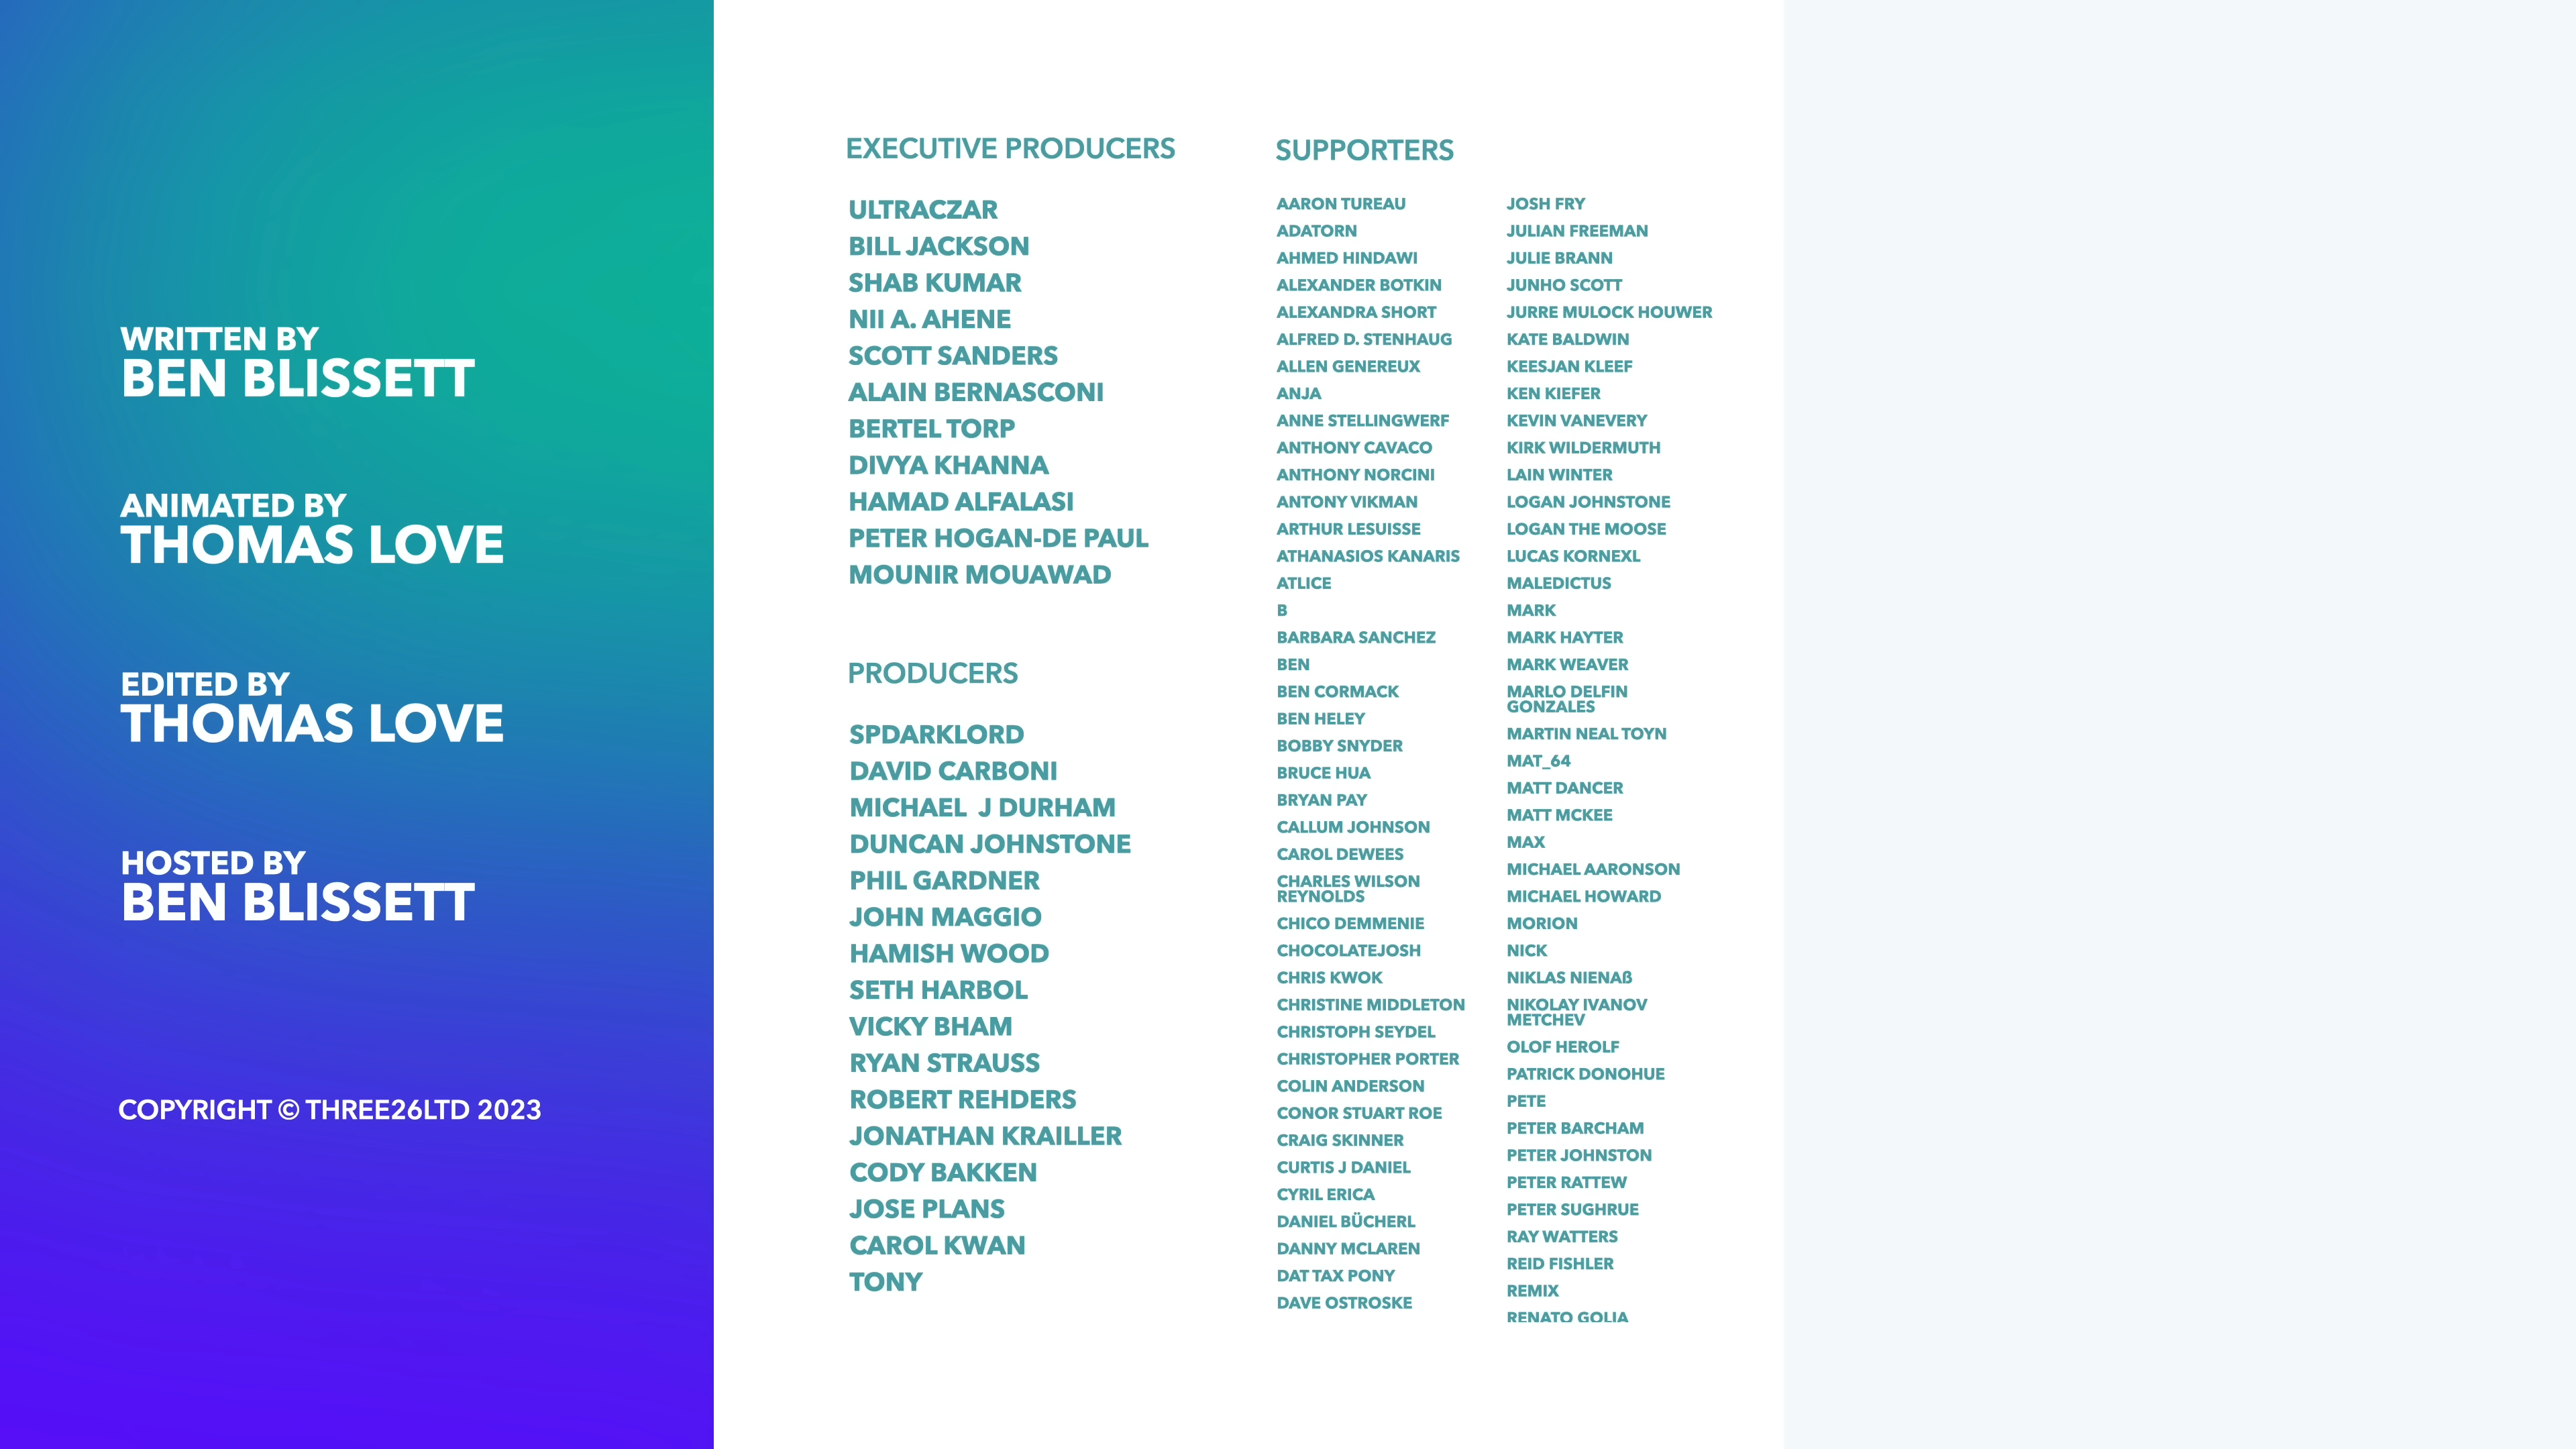 WRITTEN BY
BEN BLISSETT
ANIMATED BY
THOMAS LOVE
EDITED BY
THOMAS LOVE
HOSTED BY
BEN BLISSETT
COPYRIGHT © THREE26LTD 2023
EXECUTIVE PRODUCERS
ULTRACZAR
BILL JACKSON
SHAB KUMAR
NII A. AHENE
SCOTT SANDERS
ALAIN BERNASCONI
BERTEL TORP
DIVYA KHANNA
HAMAD ALFALASI
PETER HOGAN-DE PAUL
MOUNIR MOUAWAD
PRODUCERS
SPDARKLORD
DAVID CARBONI
MICHAEL  J DURHAM
DUNCAN JOHNSTONE
PHIL GARDNER
JOHN MAGGIO
HAMISH WOOD
SETH HARBOL
VICKY BHAM
RYAN STRAUSS
ROBERT REHDERS
JONATHAN KRAILLER
CODY BAKKEN
JOSE PLANS
CAROL KWAN
TONY
SUPPORTERS
AARON TUREAU
ADATORN
AHMED HINDAWI
ALEXANDER BOTKIN
ALEXANDRA SHORT
ALFRED D. STENHAUG
ALLEN GENEREUX
ANJA
ANNE STELLINGWERF
ANTHONY CAVACO
ANTHONY NORCINI
ANTONY VIKMAN
ARTHUR LESUISSE
ATHANASIOS KANARIS
ATLICE
B
BARBARA SANCHEZ
BEN
BEN CORMACK
BEN HELEY
BOBBY SNYDER
BRUCE HUA
BRYAN PAY
CALLUM JOHNSON
CAROL DEWEES
CHARLES WILSON
REYNOLDS
CHICO DEMMENIE
CHOCOLATEJOSH
CHRIS KWOK
CHRISTINE MIDDLETON
CHRISTOPH SEYDEL
CHRISTOPHER PORTER
COLIN ANDERSON
CONOR STUART ROE
CRAIG SKINNER
CURTIS J DANIEL
CYRIL ERICA
DANIEL BÜCHERL
DANNY MCLAREN
DAT TAX PONY
DAVE OSTROSKE
JOSH FRY
JULIAN FREEMAN
JULIE BRANN
JUNHO SCOTT
JURRE MULOCK HOUWER
KATE BALDWIN
KEESJAN KLEEF
KEN KIEFER
KEVIN VANEVERY
KIRK WILDERMUTH
LAIN WINTER
LOGAN JOHNSTONE
LOGAN THE MOOSE
LUCAS KORNEXL
MALEDICTUS
MARK
MARK HAYTER
MARK WEAVER
MARLO DELFIN
GONZALES
MARTIN NEAL TOYN
MAT_64
MATT DANCER
MATT MCKEE
MAX
MICHAEL AARONSON
MICHAEL HOWARD
MORION
NICK
NIKLAS NIENAß
NIKOLAY IVANOV
METCHEV
OLOF HEROLF
PATRICK DONOHUE
PETE
PETER BARCHAM
PETER JOHNSTON
PETER RATTEW
PETER SUGHRUE
RAY WATTERS
REID FISHLER
REMIX
RENATO GOLIA